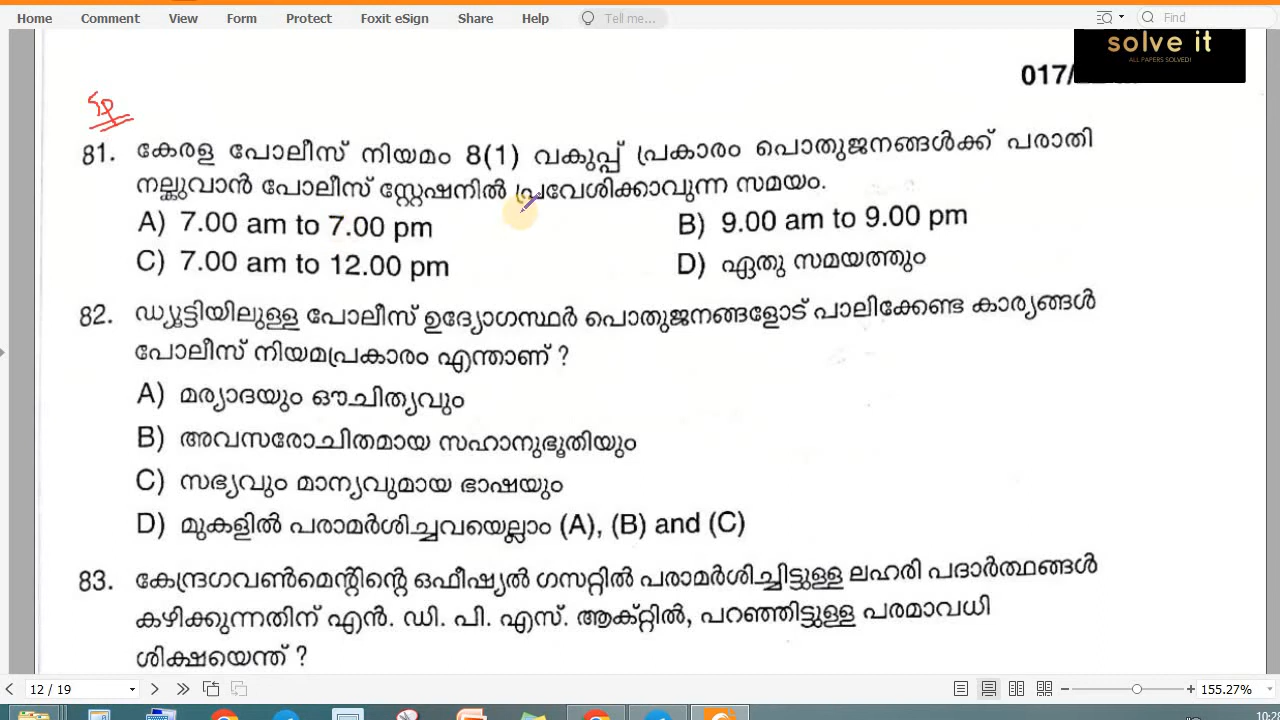 Home Comment View Form Protect Foxit eSign Share Help Tell me... Find
solve it
ALL PAPERS SOLVED!
017/
Sp
81. കേരള പോലീസ് നിയമം 8(1) വകുപ്പ് പ്രകാരം പൊതുജനങ്ങൾക്ക് പരാതി
നല്കുവാൻ പോലീസ് സ്റ്റേഷനിൽ പ്രവേശിക്കാവുന്ന സമയം.
A) 7.00 am to 7.00 pm B) 9.00 am to 9.00 pm
C) 7.00 am to 12.00 pm D) ഏതു സമയത്തും
82. ഡ്യൂട്ടിയിലുള്ള പോലീസ് ഉദ്യോഗസ്ഥർ പൊതുജനങ്ങളോട് പാലിക്കേണ്ട കാര്യങ്ങൾ
പോലീസ് നിയമപ്രകാരം എന്താണ് ?
A) മര്യാദയും ഔചിത്യവും
B) അവസരോചിതമായ സഹാനുഭൂതിയും
C) സഭ്യവും മാന്യവുമായ ഭാഷയും
D) മുകളിൽ പരാമർശിച്ചവയെല്ലാം (A), (B) and (C)
83. കേന്ദ്രഗവൺമെന്റിന്റെ ഒഫീഷ്യൽ ഗസറ്റിൽ പരാമർശിച്ചിട്ടുള്ള ലഹരി പദാർത്ഥങ്ങൾ
കഴിക്കുന്നതിന് എൻ. ഡി. പി. എസ്. ആക്റ്റിൽ, പറഞ്ഞിട്ടുള്ള പരമാവധി
ശിക്ഷയെന്ത് ?
12 / 19 155.27%